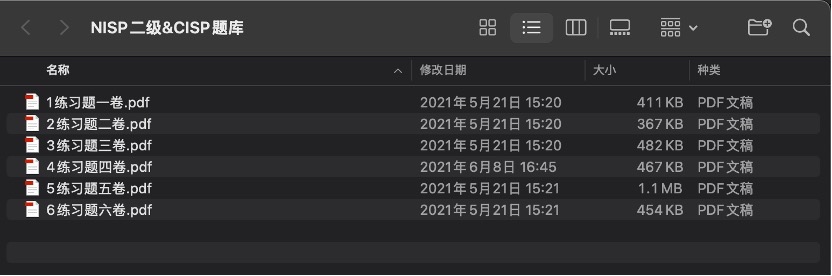 NISP二级&CISP题库
名称 修改日期 大小 种类
1练习题一卷.pdf 2021年5月21日 15:20 411 KB PDF文稿
2练习题二卷.pdf 2021年5月21日 15:20 367 KB PDF文稿
3练习题三卷.pdf 2021年5月21日 15:20 482 KB PDF文稿
4练习题四卷.pdf 2021年6月8日 16:45 467 KB PDF文稿
5练习题五卷.pdf 2021年5月21日 15:21 1.1 MB PDF文稿
6练习题六卷.pdf 2021年5月21日 15:21 454 KB PDF文稿